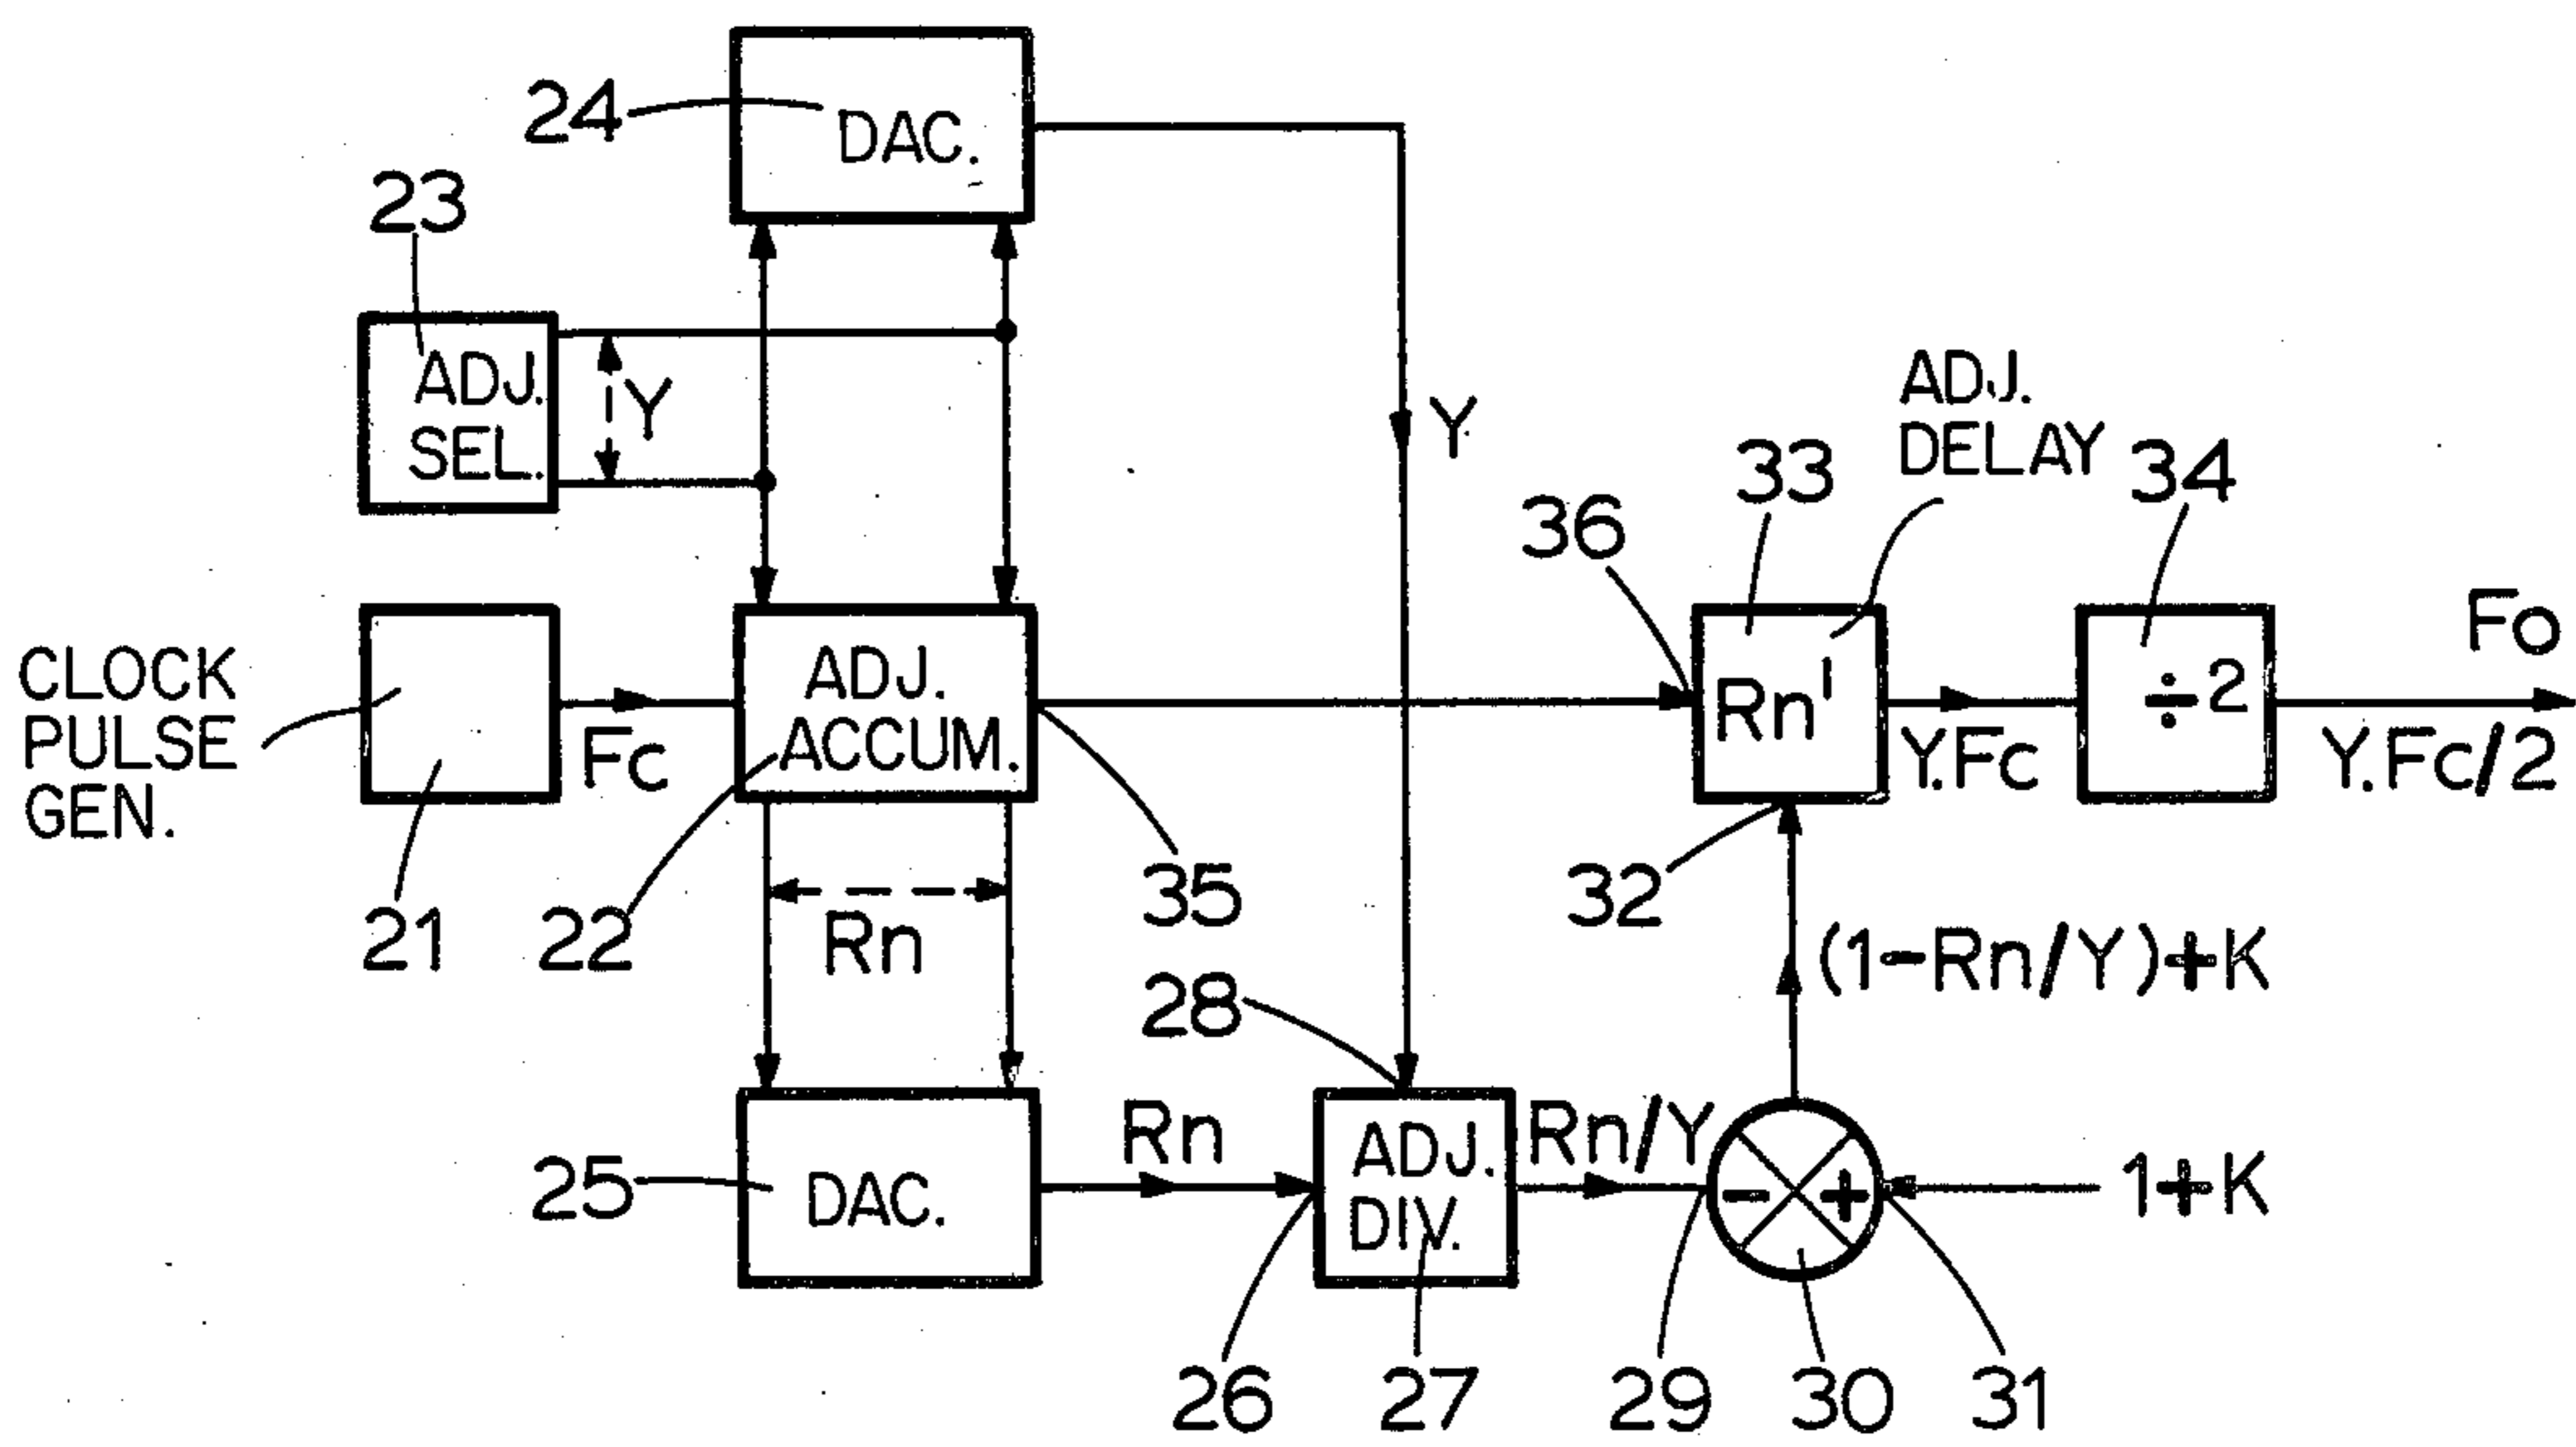 24
DAC.
23
ADJ.
SEL.
Y
Y
ADJ.
DELAY
33
34
36
CLOCK
PULSE
GEN.
Fc
ADJ.
ACCUM.
Rn'
Y.Fc
÷2
Fo
Y.Fc/2
21
22
Rn
35
32
(1-Rn/Y)+K
28
25
DAC.
Rn
ADJ.
DIV.
Rn/Y
-
+
1+K
26
27
29
30
31